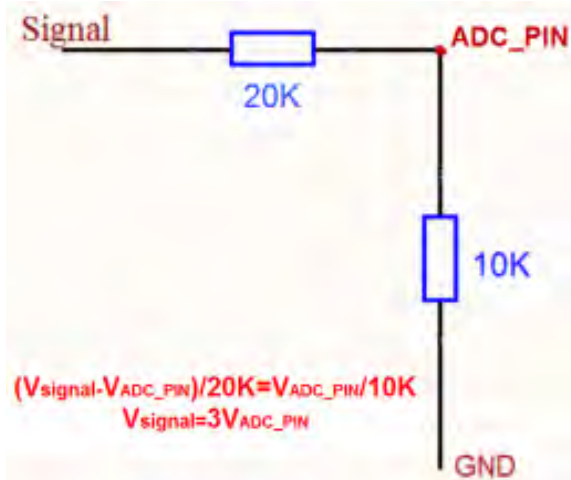 Signal
ADC_PIN
20K
10K
(Vsignal-VADC_PIN)/20K=VADC_PIN/10K
Vsignal=3VADC_PIN
GND